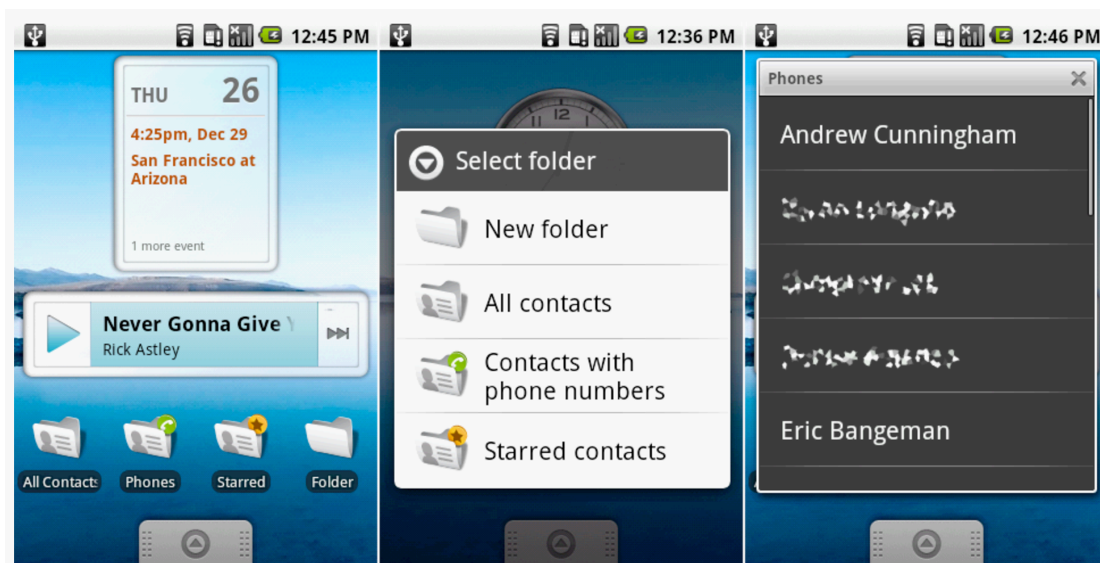 12:45 PM
THU 26
4:25pm, Dec 29
San Francisco at
Arizona
1 more event
Never Gonna Give
Rick Astley
All Contacts
Phones
Starred
Folder
12:36 PM
12
Select folder
New folder
All contacts
Contacts with
phone numbers
Starred contacts
12:46 PM
Phones
Andrew Cunningham
Eric Bangeman